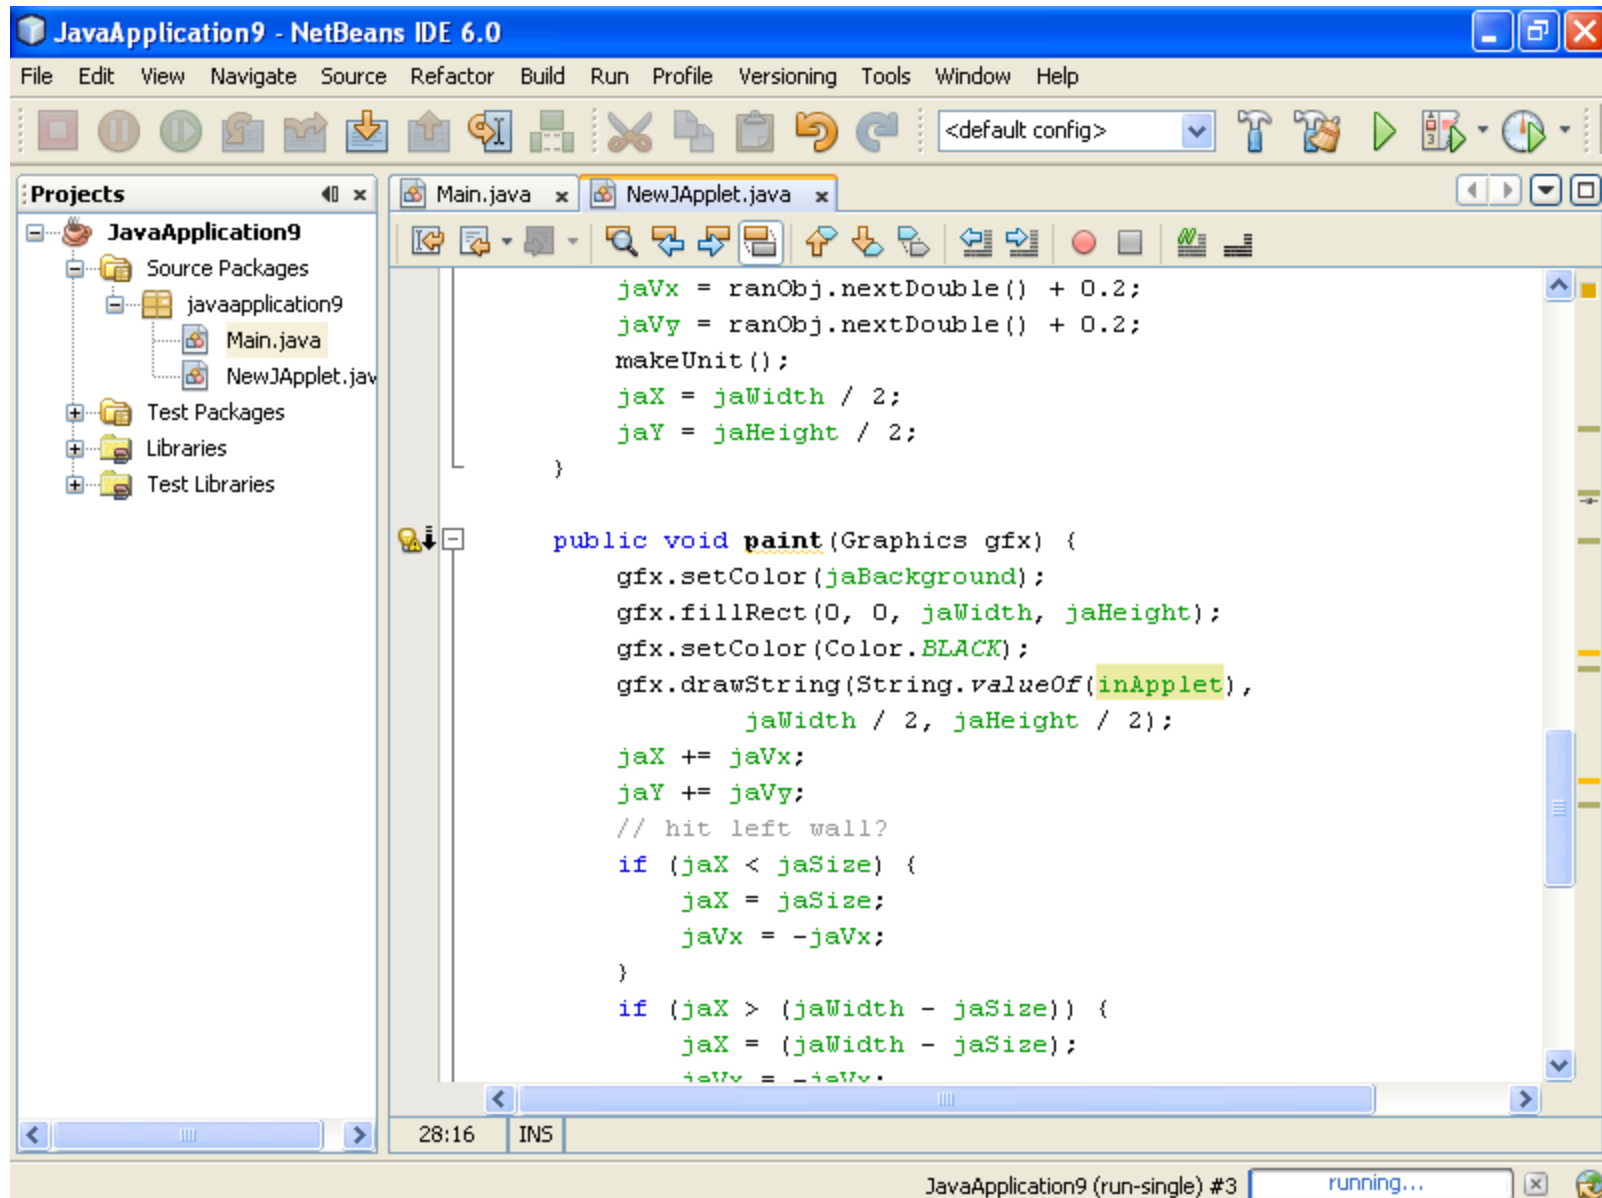 JavaApplication9 - NetBeans IDE 6.0
File Edit View Navigate Source Refactor Build Run Profile Versioning Tools Window Help
<default config>
Projects
JavaApplication9
Source Packages
javaapplication9
Main.java
NewJApplet.jav
Test Packages
Libraries
Test Libraries
Main.java
NewJApplet.java
jaVx = ranObj.nextDouble() + 0.2;
jaVy = ranObj.nextDouble() + 0.2;
makeUnit();
jaX = jaWidth / 2;
jaY = jaHeight / 2;
}
public void paint(Graphics gfx) {
gfx.setColor(jaBackground);
gfx.fillRect(0, 0, jaWidth, jaHeight);
gfx.setColor(Color.BLACK);
gfx.drawString(String.valueOf(inApplet),
jaWidth / 2, jaHeight / 2);
jaX += jaVx;
jaY += jaVy;
// hit left wall?
if (jaX < jaSize) {
jaX = jaSize;
jaVx = -jaVx;
}
if (jaX > (jaWidth - jaSize)) {
jaX = (jaWidth - jaSize);
jaVx = -jaVx;
28:16 INS
JavaApplication9 (run-single) #3 running...